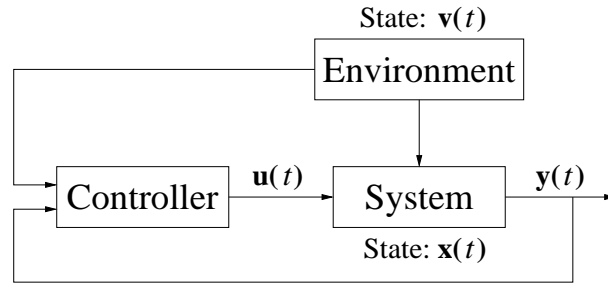 State: v(t)
Environment
Controller
u(t)
System
y(t)
State: x(t)